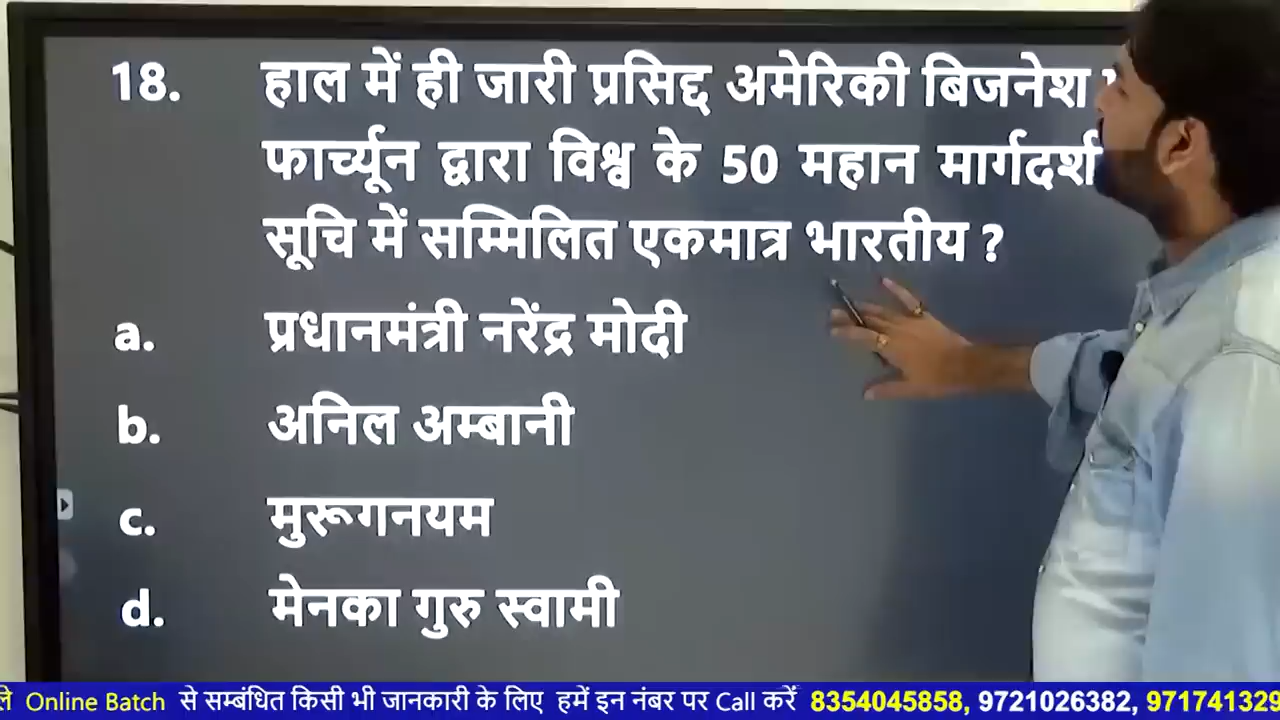 18. हाल में ही जारी प्रसिद्द अमेरिकी बिजनेश
फार्च्यून द्वारा विश्व के 50 महान
सूचि में सम्मिलित एकमात्र भारतीय ?
a. प्रधानमंत्री नरेंद्र मोदी
b. अनिल अम्बानी
c. मुरूगनयम
d. मेनका गुरु स्वामी
Online Batch से सम्बंधित किसी भी जानकारी के लिए हमें इन नंबर पर Call करें 8354045858, 9721026382, 971741329